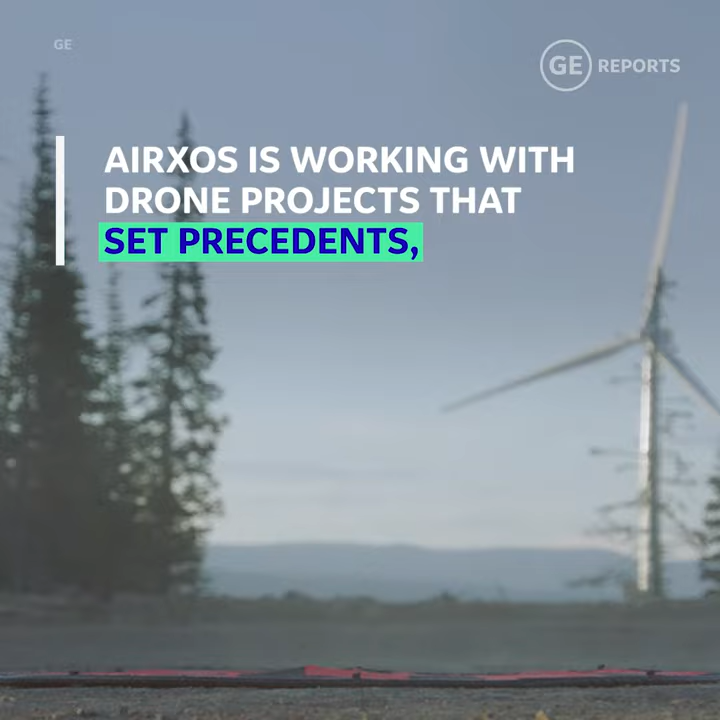 GE
GE REPORTS
AIRXOS IS WORKING WITH
DRONE PROJECTS THAT
SET PRECEDENTS,